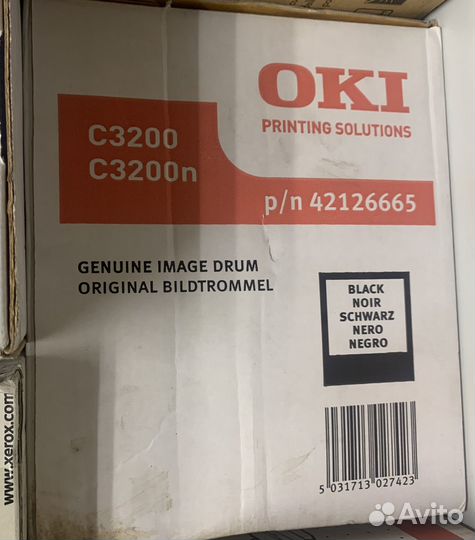 OKI
PRINTING SOLUTIONS
C3200
C3200n
p/n 42126665
GENUINE IMAGE DRUM
ORIGINAL BILDTROMMEL
BLACK
NOIR
SCHWARZ
NERO
NEGRO
5 031713 027423
www.xerox.com
Avito